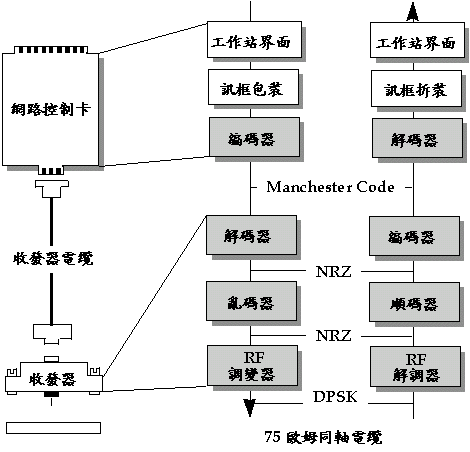 網路控制卡
收發器電纜
收發器
工作站界面
訊框包裝
編碼器
Manchester Code
解碼器
NRZ
亂碼器
NRZ
RF
調變器
DPSK
工作站界面
訊框拆裝
解碼器
編碼器
順碼器
RF
解調器
75 歐姆同軸電纜